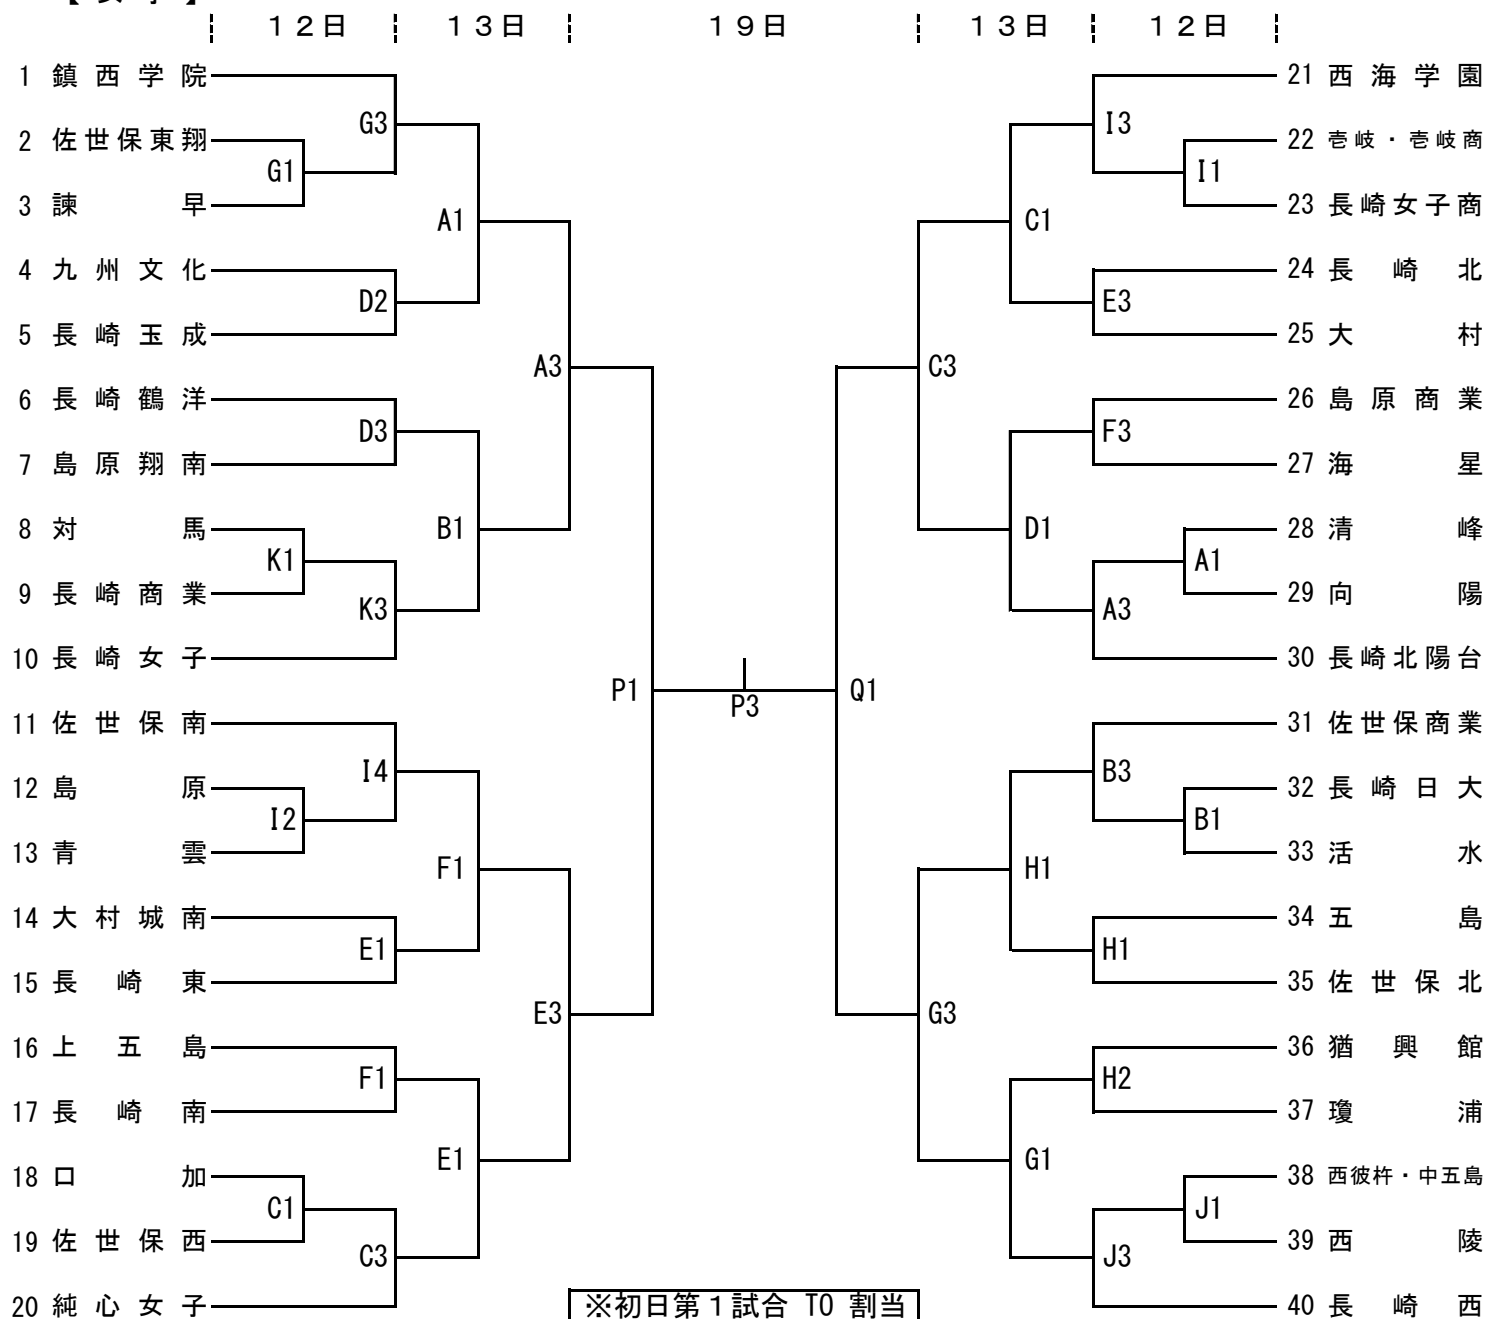 【女子】
12日 13日 19日 13日 12日
1 鎮西学院
2 佐世保東翔
3 諫早
4 九州文化
5 長崎玉成
6 長崎鶴洋
7 島原翔南
8 対馬
9 長崎商業
10 長崎女子
11 佐世保南
12 島原
13 青雲
14 大村城南
15 長崎東
16 上五島
17 長崎南
18 口加
19 佐世保西
20 純心女子
G3
G1
A1
D2
A3
D3
B1
K1
K3
P1
I4
I2
F1
E1
E3
F1
E1
C1
C3
P3
I3
I1
C1
E3
C3
F3
D1
A1
A3
Q1
B3
B1
H1
H1
G3
H2
G1
J1
J3
21 西海学園
22 壱岐・壱岐商
23 長崎女子商
24 長崎北
25 大村
26 島原商業
27 海星
28 清峰
29 向陽
30 長崎北陽台
31 佐世保商業
32 長崎日大
33 活水
34 五島
35 佐世保北
36 猶興館
37 瓊浦
38 西彼杵・中五島
39 西陵
40 長崎西
※初日第1試合 TO 割当